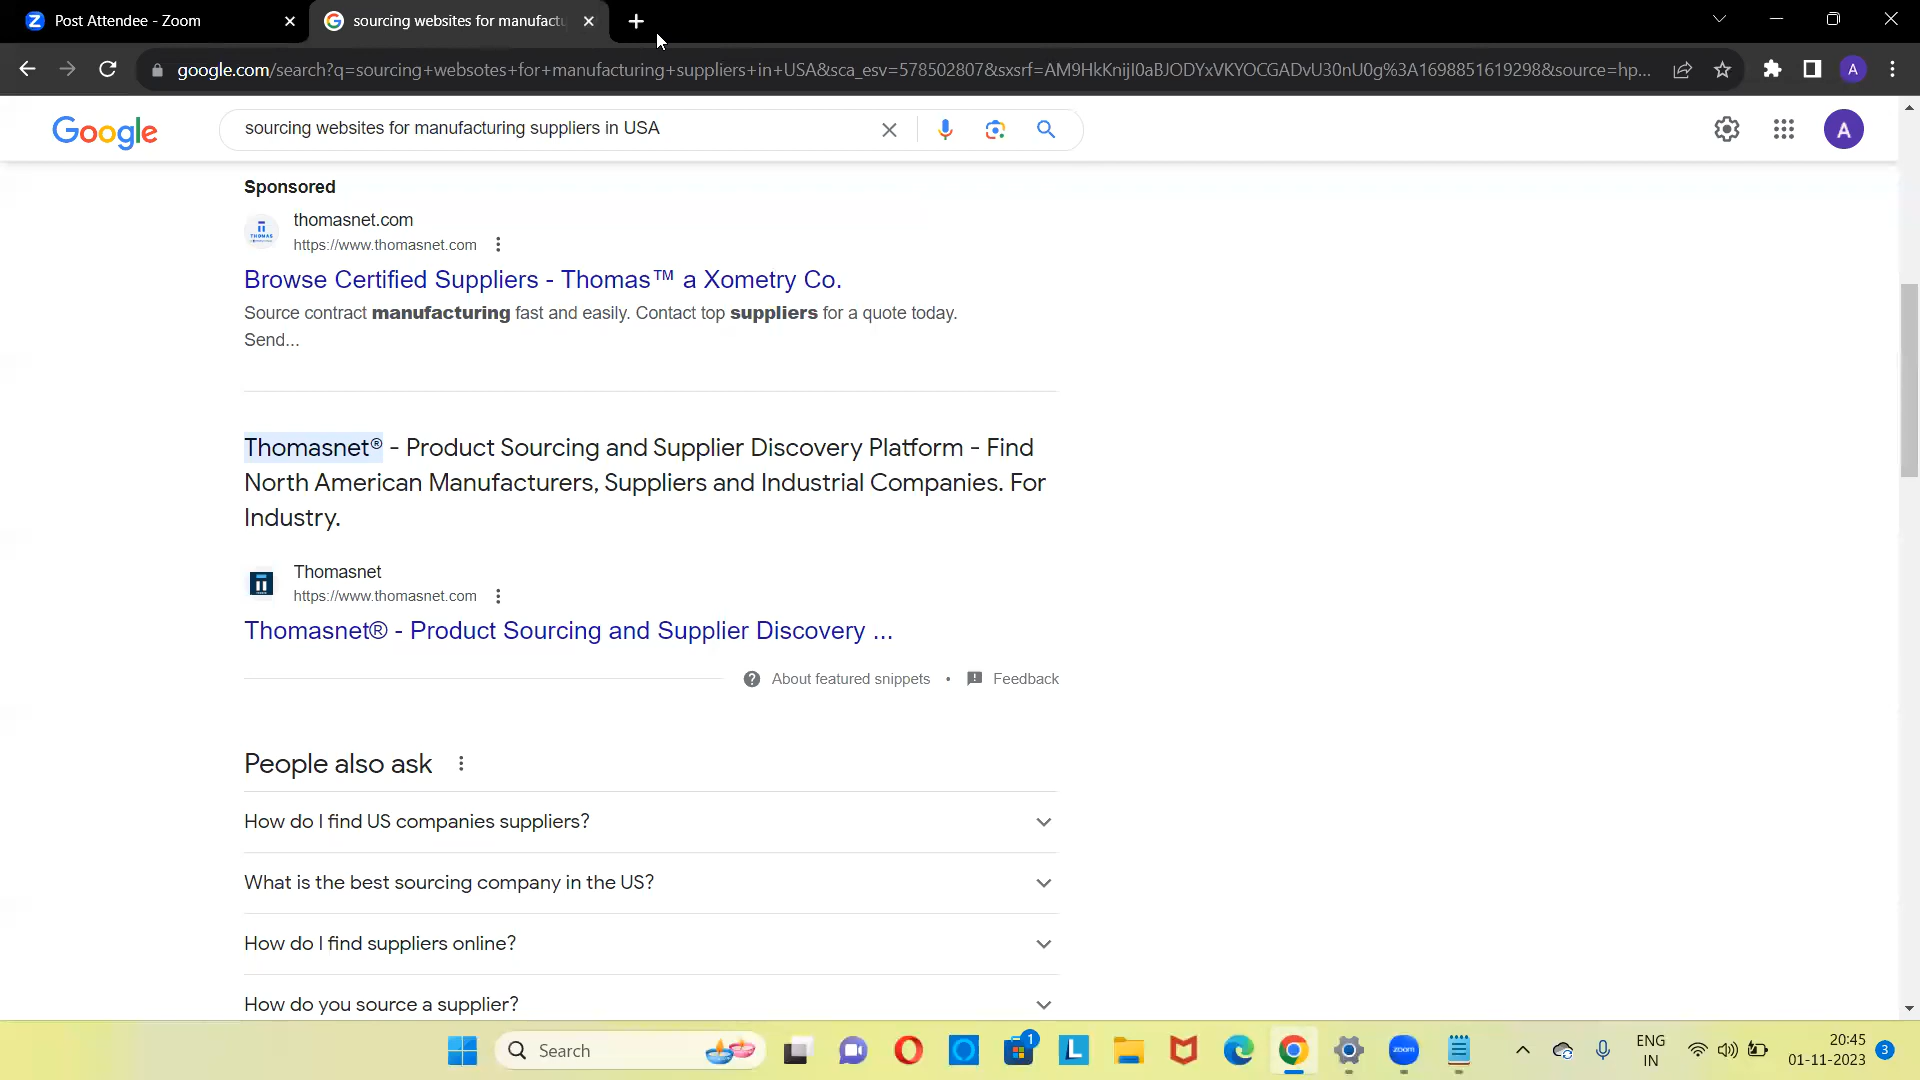 Post Attendee - Zoom
sourcing websites for manufactu
google.com/search?q=sourcing+websotes+for+manufacturing+suppliers+in+USA&sca_esv=578502807&sxsrf=AM9HkKnijI0aBJODYxVKYOCGADvU30nU0g%3A1698851619298&source=hp...
A
Google
sourcing websites for manufacturing suppliers in USA
A
Sponsored
THOMAS
thomasnet.com
https://www.thomasnet.com
Browse Certified Suppliers - Thomas™ a Xometry Co.
Source contract manufacturing fast and easily. Contact top suppliers for a quote today.
Send...
Thomasnet® - Product Sourcing and Supplier Discovery Platform - Find
North American Manufacturers, Suppliers and Industrial Companies. For
Industry.
Thomasnet
https://www.thomasnet.com
Thomasnet® - Product Sourcing and Supplier Discovery ...
About featured snippets • Feedback
People also ask
How do I find US companies suppliers?
What is the best sourcing company in the US?
How do I find suppliers online?
How do you source a supplier?
Search
1
L
zoom
ENG
IN
20:45
01-11-2023
3